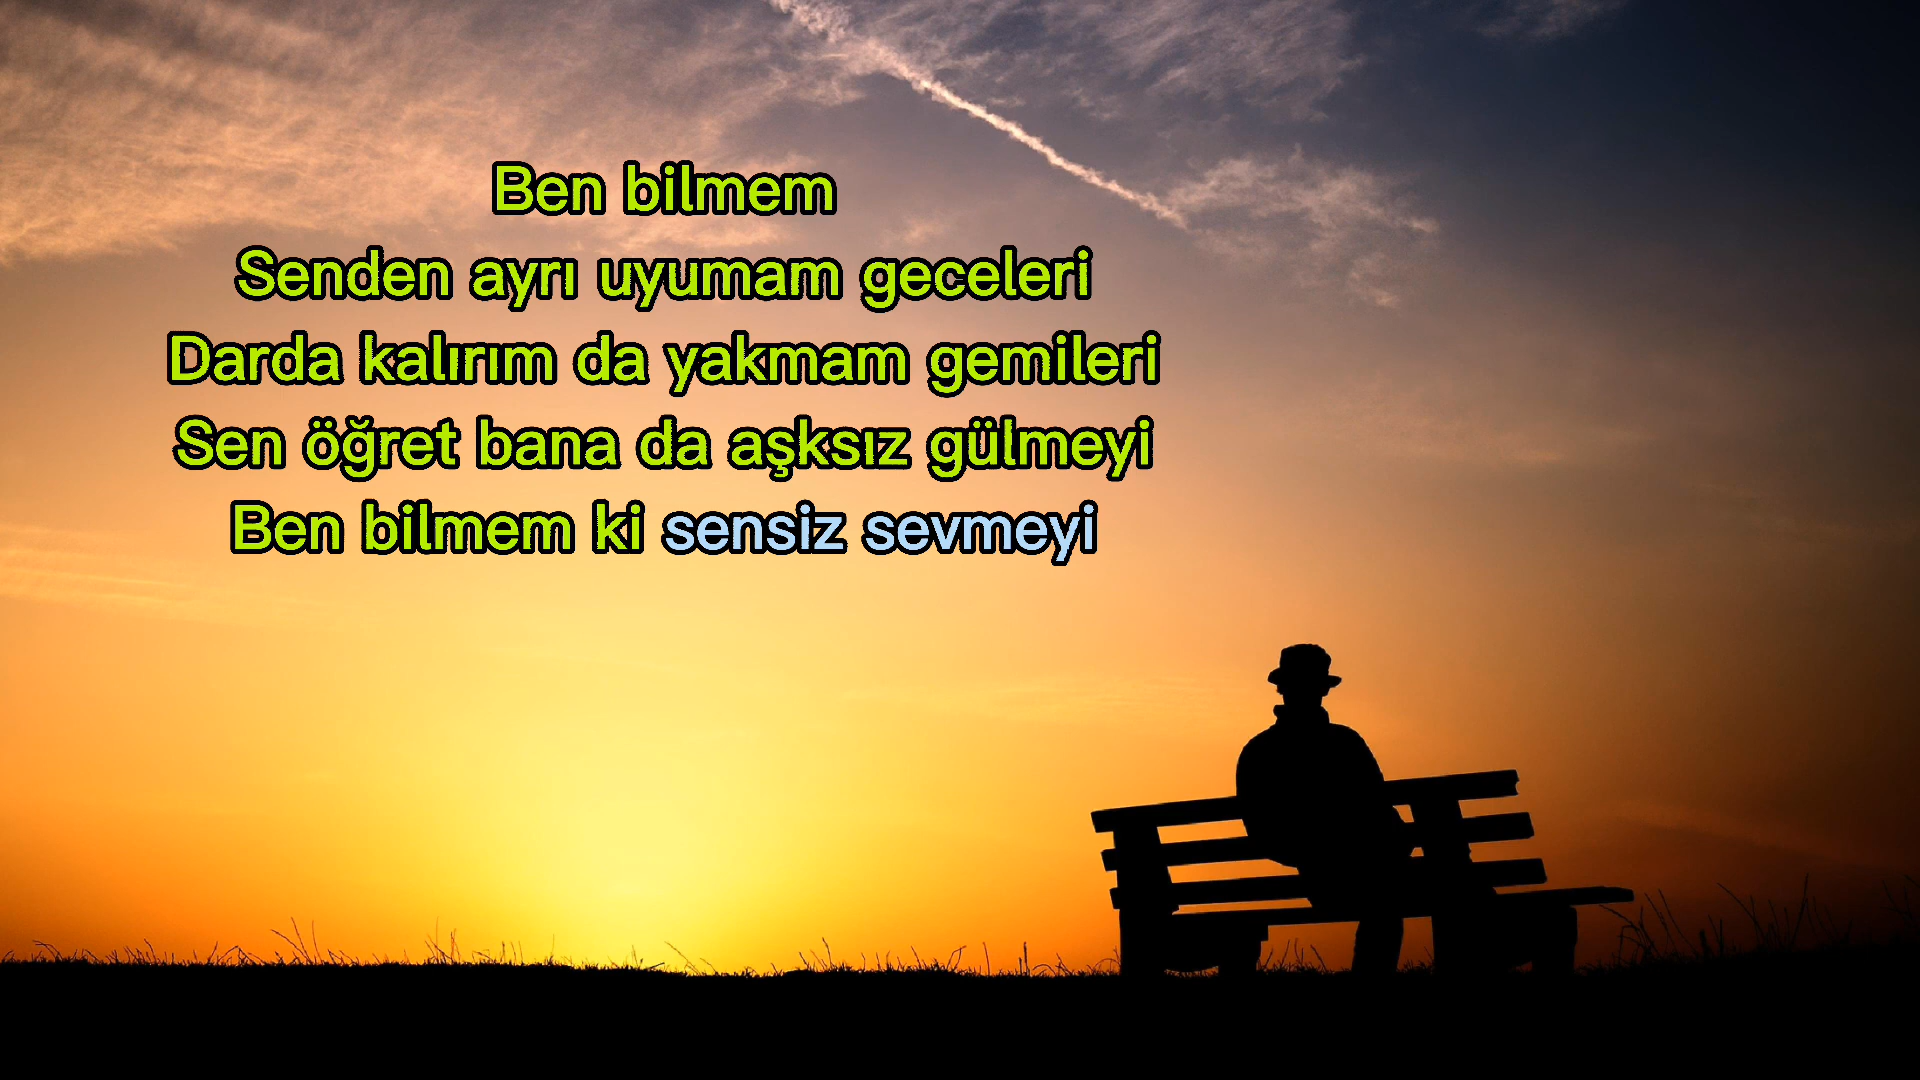 Ben bilmem
Senden ayrı uyumam geceleri
Darda kalırım da yakmam gemileri
Sen öğret bana da aşksız gülmeyi
Ben bilmem ki sensiz sevmeyi